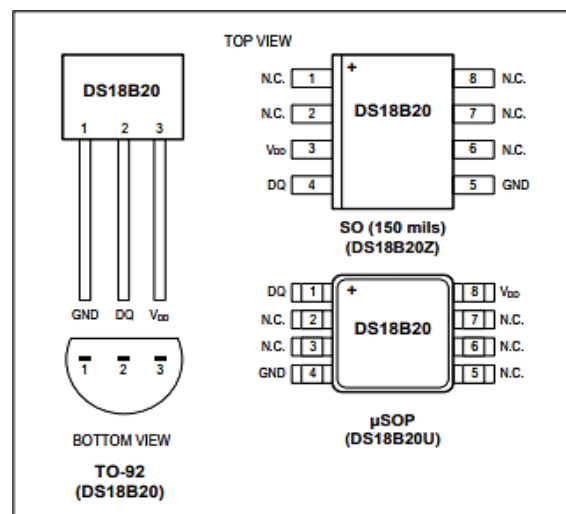 DS18B20
1 2 3
GND DQ VDD
1 2 3
BOTTOM VIEW
TO-92
(DS18B20)
TOP VIEW
N.C. 1 + 8 N.C.
N.C. 2 DS18B20 7 N.C.
VDD 3 6 N.C.
DQ 4 5 GND
SO (150 mils)
(DS18B20Z)
DQ 1 + 8 VDD
N.C. 2 DS18B20 7 N.C.
N.C. 3 6 N.C.
GND 4 5 N.C.
µSOP
(DS18B20U)